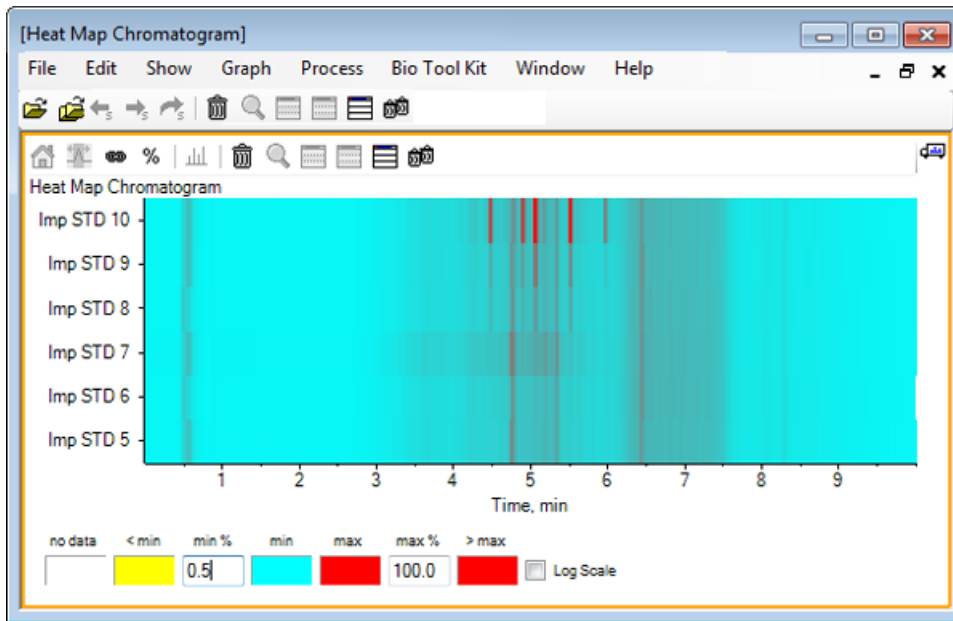 [Heat Map Chromatogram]
File Edit Show Graph Process Bio Tool Kit Window Help
%
Heat Map Chromatogram
Imp STD 10
Imp STD 9
Imp STD 8
Imp STD 7
Imp STD 6
Imp STD 5
1 2 3 4 5 6 7 8 9
Time, min
no data < min min % min max max % > max
0.5 100.0 Log Scale